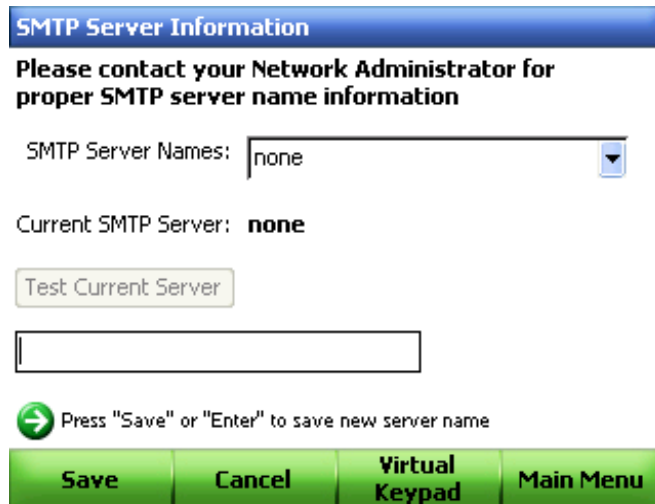 SMTP Server Information
Please contact your Network Administrator for
proper SMTP server name information
SMTP Server Names: none
Current SMTP Server: none
Test Current Server
Press "Save" or "Enter" to save new server name
Save Cancel Virtual Keypad Main Menu